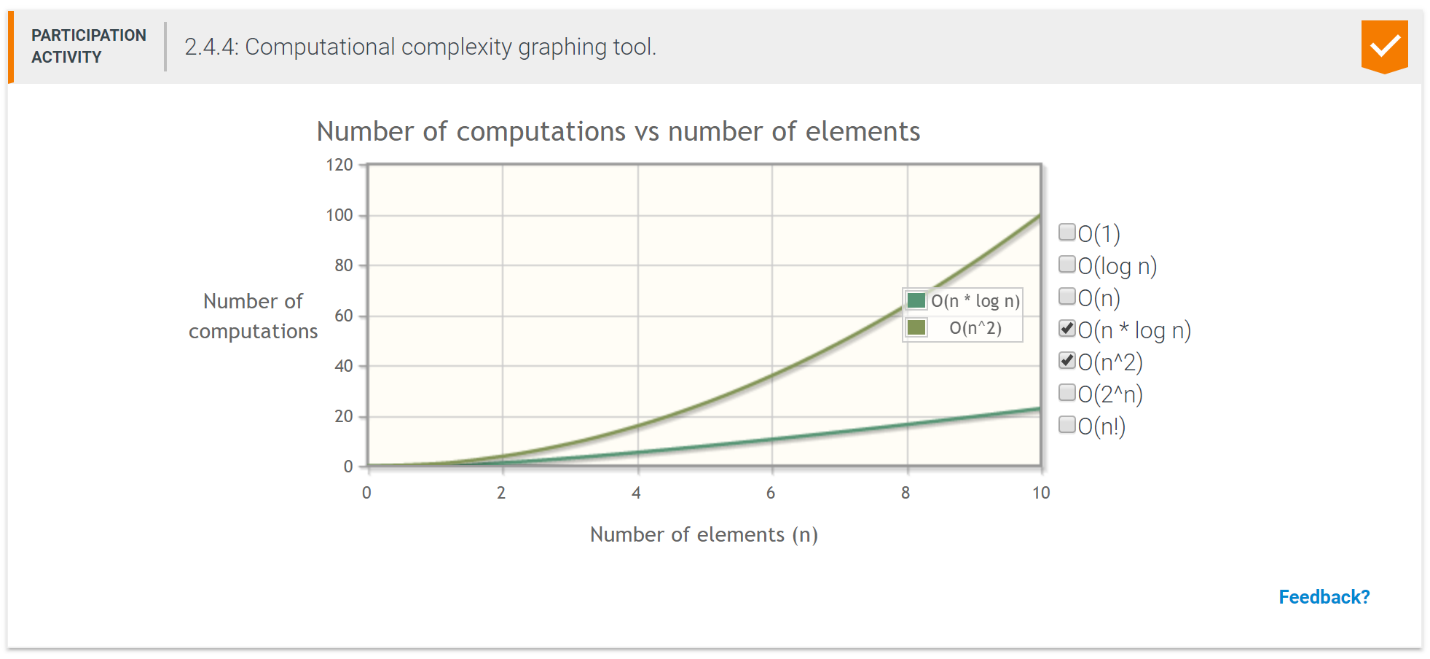 PARTICIPATION
ACTIVITY
2.4.4: Computational complexity graphing tool.
Number of computations vs number of elements
120
100
80
60
40
20
0
Number of
computations
O(n * log n)
O(n^2)
0 2 4 6 8 10
Number of elements (n)
O(1)
O(log n)
O(n)
O(n * log n)
O(n^2)
O(2^n)
O(n!)
Feedback?